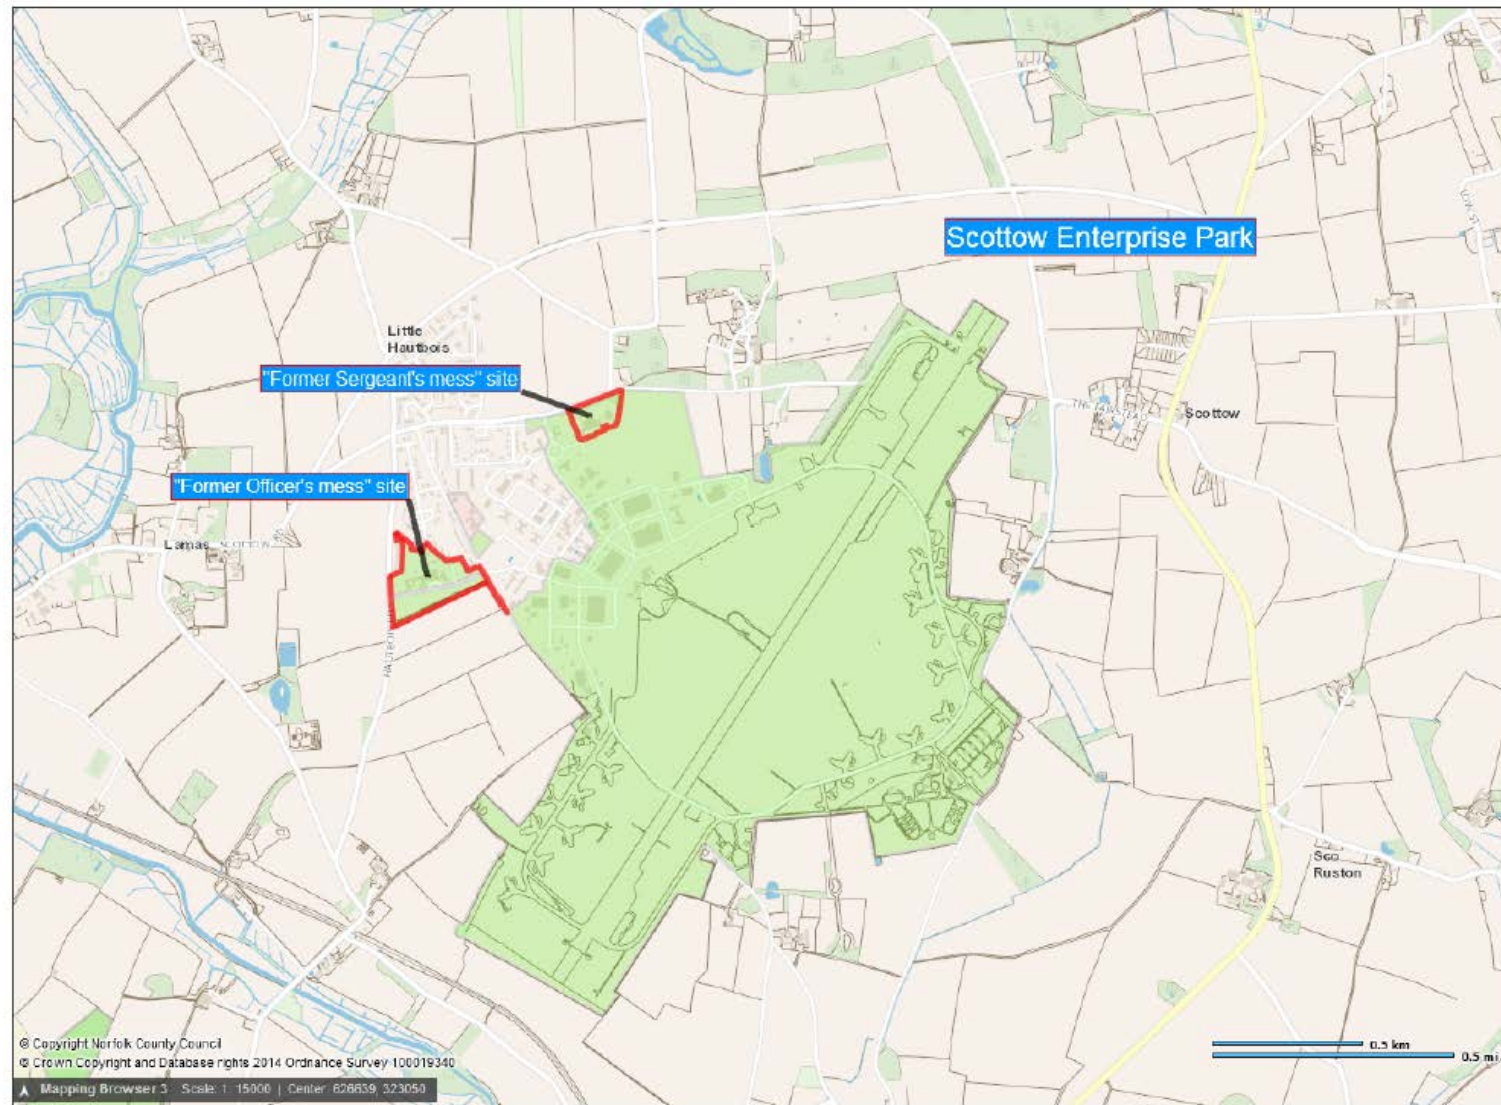 Scottow Enterprise Park
LOW ST
Little
Hautbois
"Former Sergeant's mess" site
Scottow
"Former Officer's mess" site
Lamas
Sco
Ruston
© Copyright Norfolk County Council
© Crown Copyright and Database rights 2014 Ordnance Survey 100019340
0.5 km
0.5 mi
Mapping Browser 3 Scale: 1: 15000 | Center: 626639, 323050